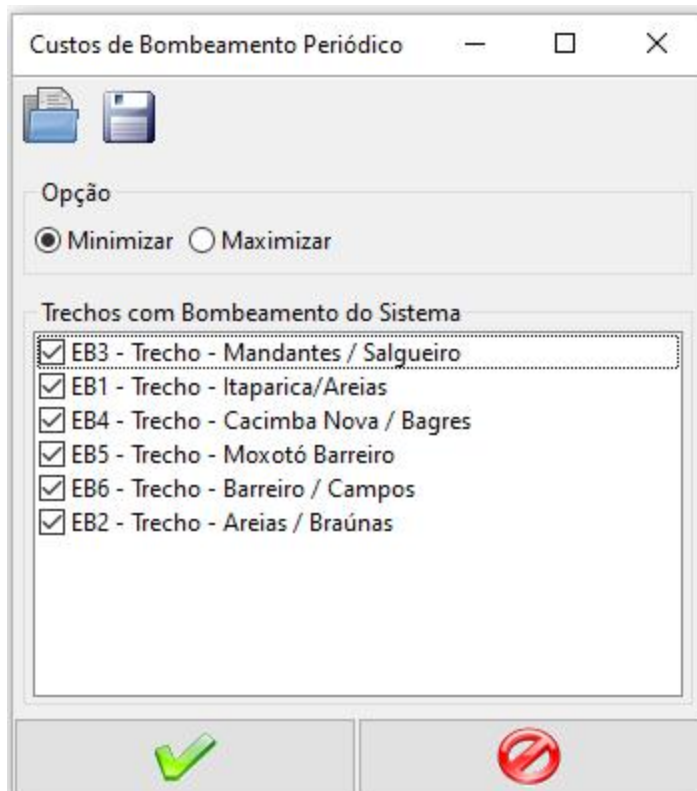 Custos de Bombeamento Periódico
Opção
Minimizar Maximizar
Trechos com Bombeamento do Sistema
EB3 - Trecho - Mandantes / Salgueiro
EB1 - Trecho - Itaparica/Areias
EB4 - Trecho - Cacimba Nova / Bagres
EB5 - Trecho - Moxotó Barreiro
EB6 - Trecho - Barreiro / Campos
EB2 - Trecho - Areias / Braúnas